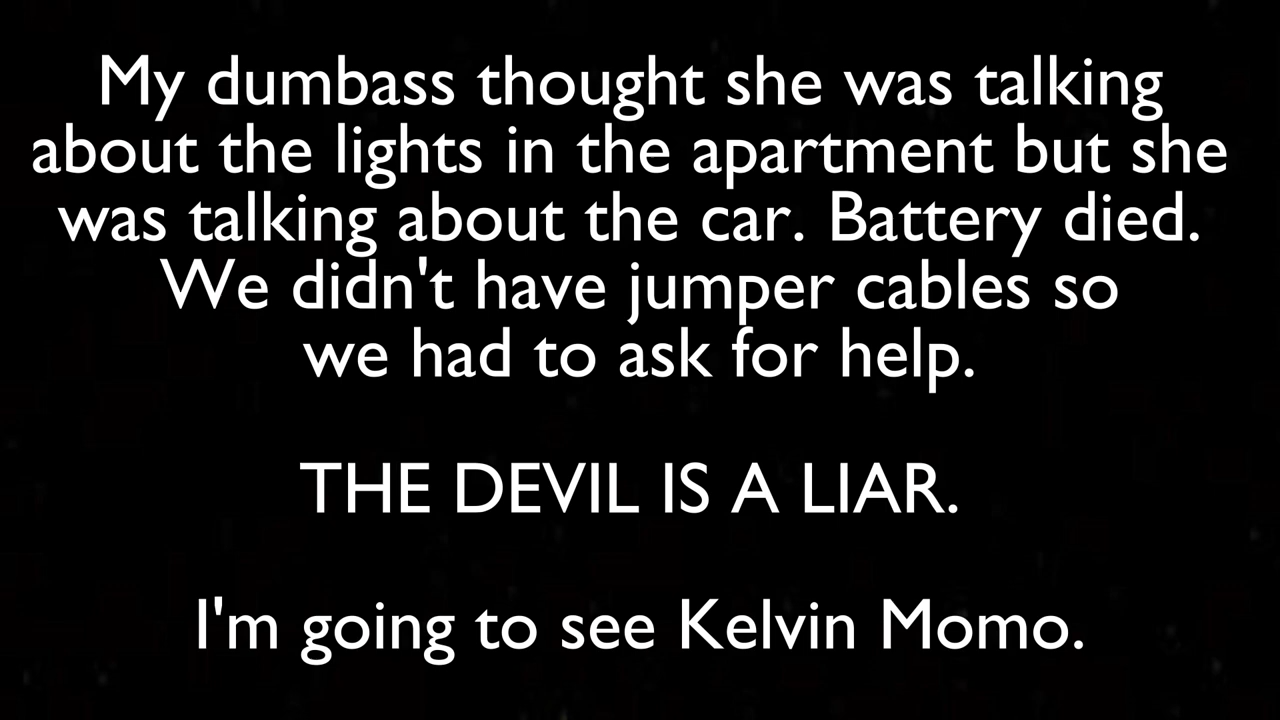 My dumbass thought she was talking
about the lights in the apartment but she
was talking about the car. Battery died.
We didn't have jumper cables so
we had to ask for help.
THE DEVIL IS A LIAR.
I'm going to see Kelvin Momo.